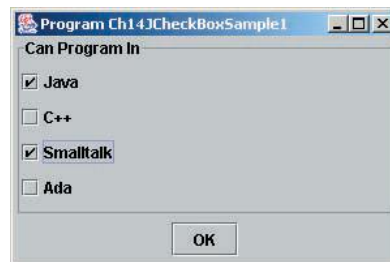 Program Ch14JCheckBoxSample1
Can Program In
Java
C++
Smalltalk
Ada
OK